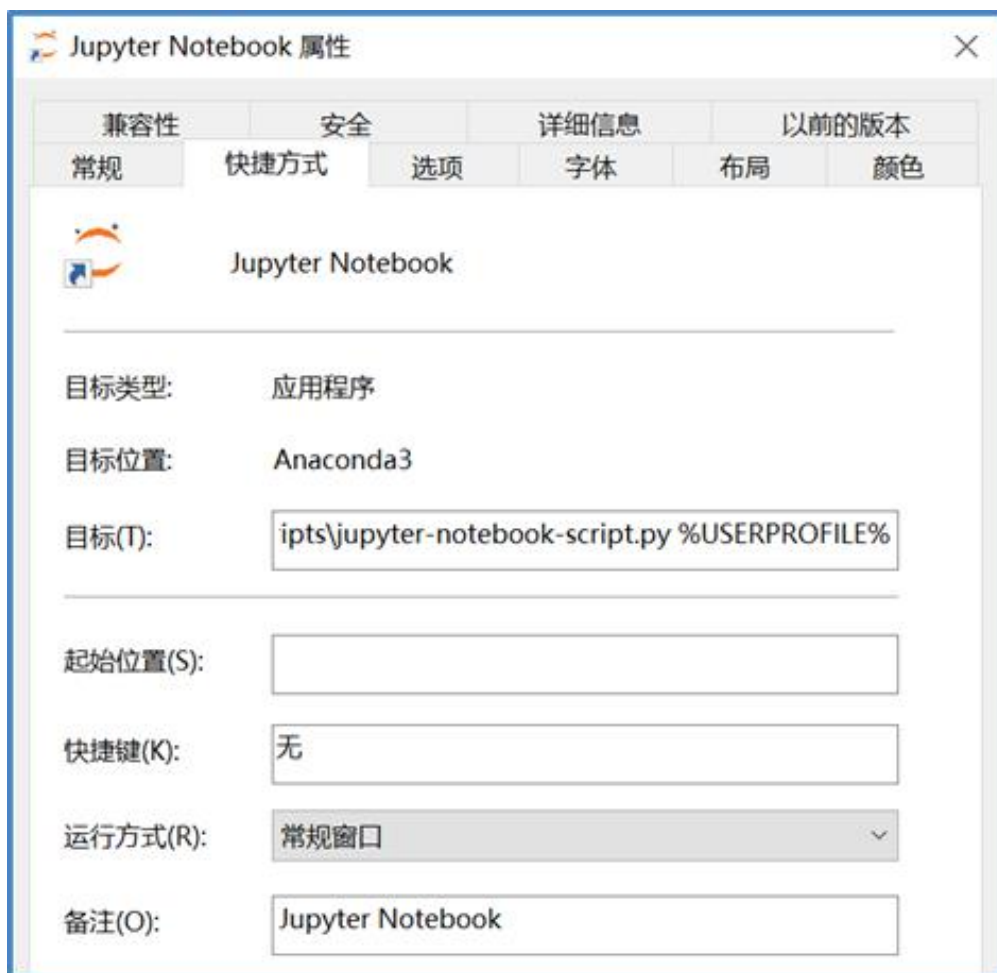 Jupyter Notebook 属性
兼容性 安全 详细信息 以前的版本
常规 快捷方式 选项 字体 布局 颜色
Jupyter Notebook
目标类型: 应用程序
目标位置: Anaconda3
目标(T): ipts\jupyter-notebook-script.py %USERPROFILE%
起始位置(S):
快捷键(K): 无
运行方式(R): 常规窗口
备注(O): Jupyter Notebook